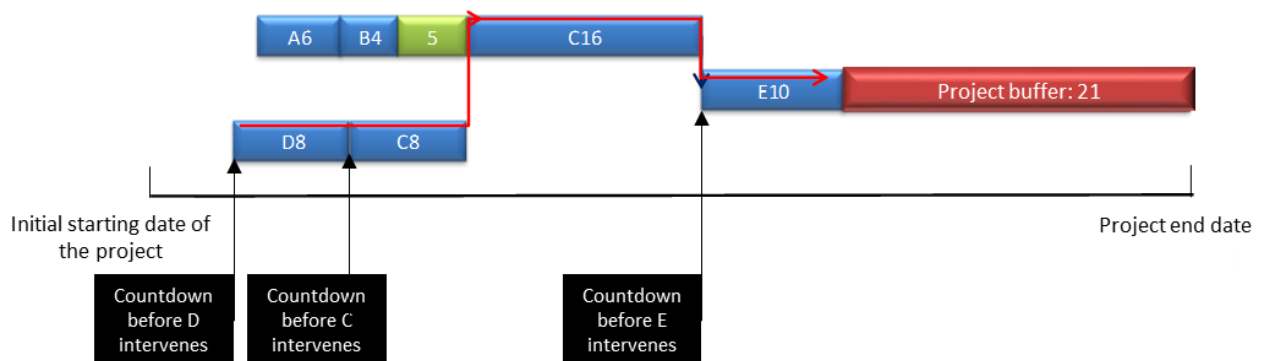 A6 B4 5 C16
E10 Project buffer: 21
D8 C8
Initial starting date of
the project
Project end date
Countdown
before D
intervenes
Countdown
before C
intervenes
Countdown
before E
intervenes